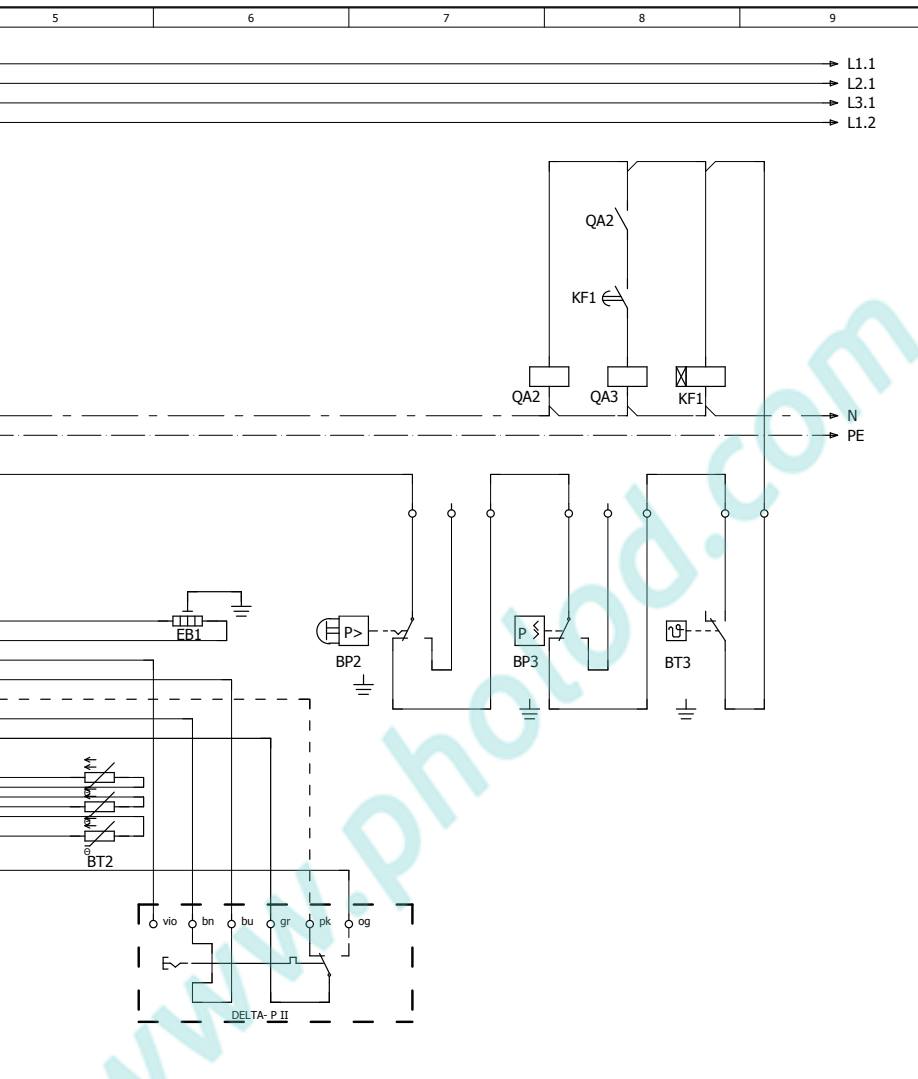 5 6 7 8 9
L1.1
L2.1
L3.1
L1.2
QA2
KF1
QA2 QA3 KF1
N
PE
EB1
P>
BP2
P
BP3
ϑ
BT3
θ
θ
θ
BT2
vio bn bu gr pk og
DELTA- P II
www.pholod.com